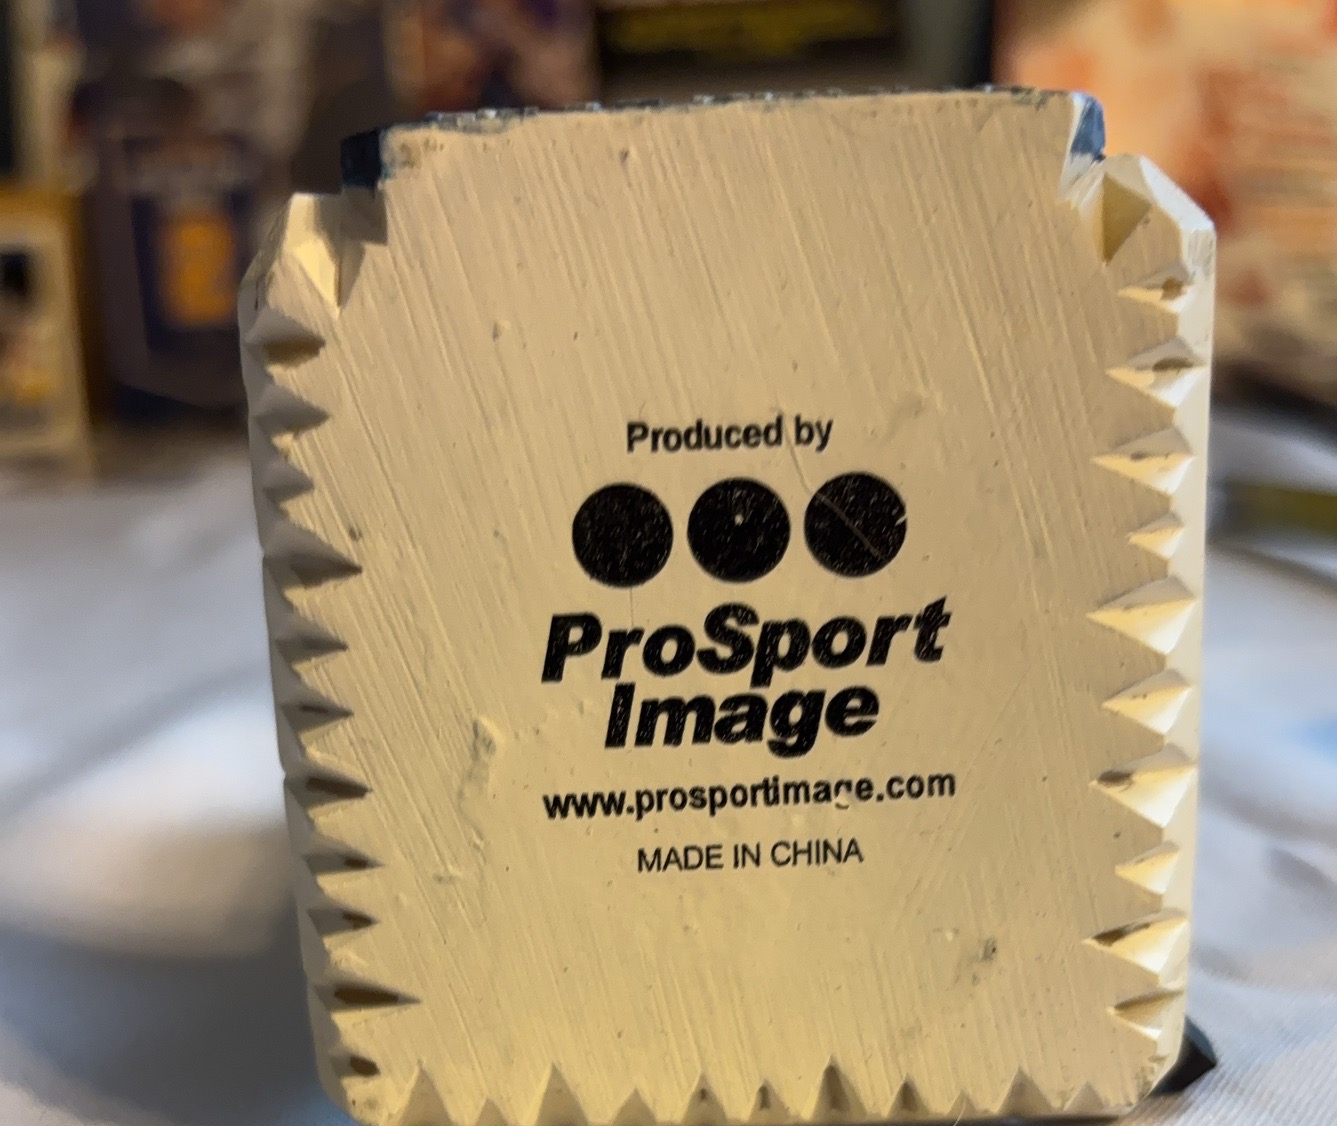 Produced by
ProSport
Image
www.prosportimage.com
MADE IN CHINA